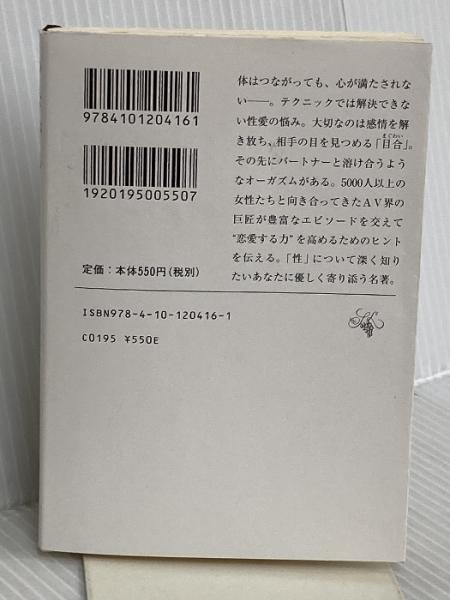 9784101204161
1920195005507
定価:本体550円(税別)
体はつながっても、心が満たされな
い――。テクニックでは解決できない
性愛の悩み。大切なのは感情を解
き放ち、相手の目を見つめる「目合」。
まぐわい
その先にパートナーと溶け合うよう
なオーガズムがある。5000人以上の
女性たちと向き合ってきたAV界の
巨匠が豊富なエピソードを交えて
“恋愛する力”を高めるためのヒント
を伝える。「性」について深く知り
たいあなたに優しく寄り添う名著。
ISBN978-4-10-120416-1
C0195 ¥550E